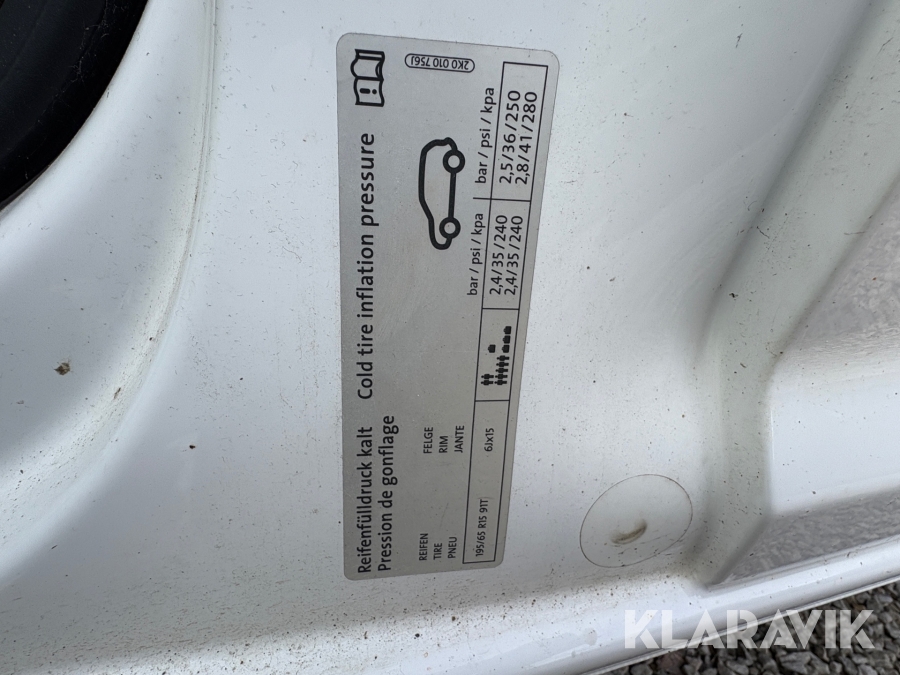 2K0 010 756J
Reifenfülldruck kalt Cold tire inflation pressure
Pression de gonflage
REIFEN FELGE
TIRE RIM
PNEU JANTE bar / psi / kpa bar / psi / kpa
195/65 R15 91T 6Jx15 2,4/35/240 2,5/36/250
2,4/35/240 2,8/41/280
KLARAVIK